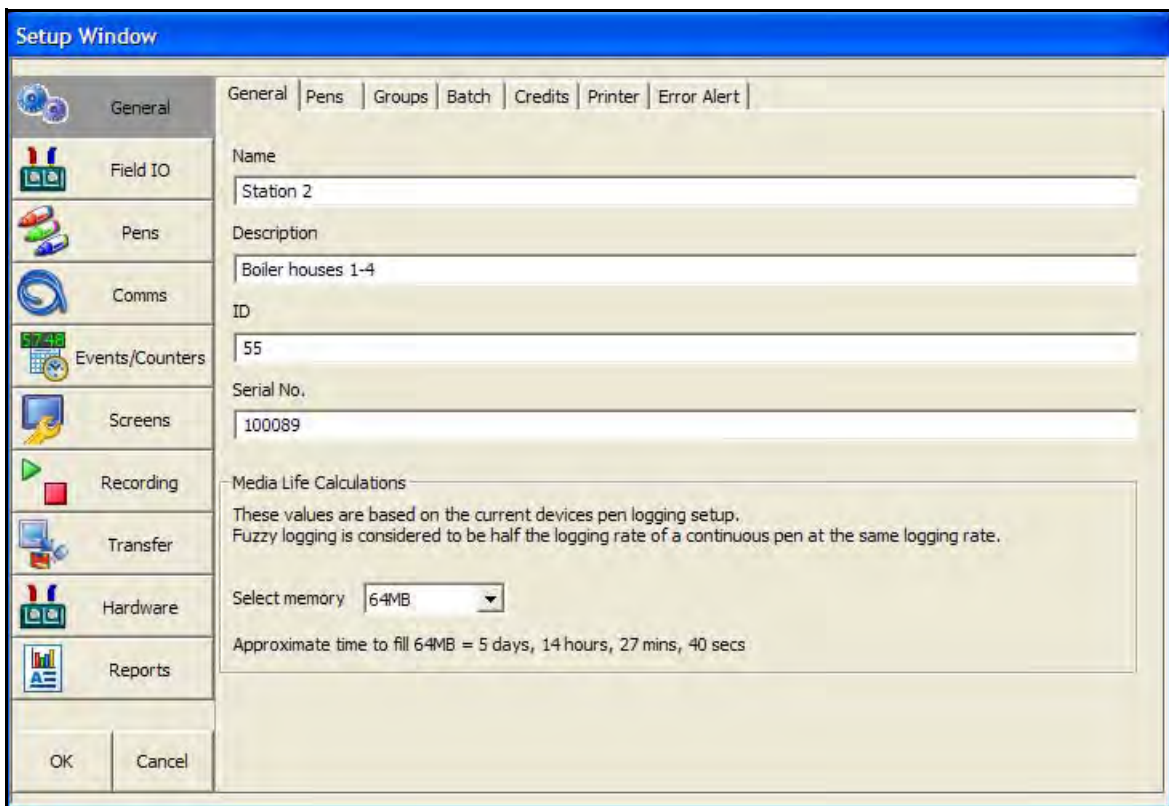 Setup Window
General
Field IO
Pens
Comms
57:48
Events/Counters
Screens
Recording
Transfer
Hardware
Reports
OK Cancel
General Pens Groups Batch Credits Printer Error Alert
Name
Station 2
Description
Boiler houses 1-4
ID
55
Serial No.
100089
Media Life Calculations
These values are based on the current devices pen logging setup.
Fuzzy logging is considered to be half the logging rate of a continuous pen at the same logging rate.
Select memory 64MB
Approximate time to fill 64MB = 5 days, 14 hours, 27 mins, 40 secs